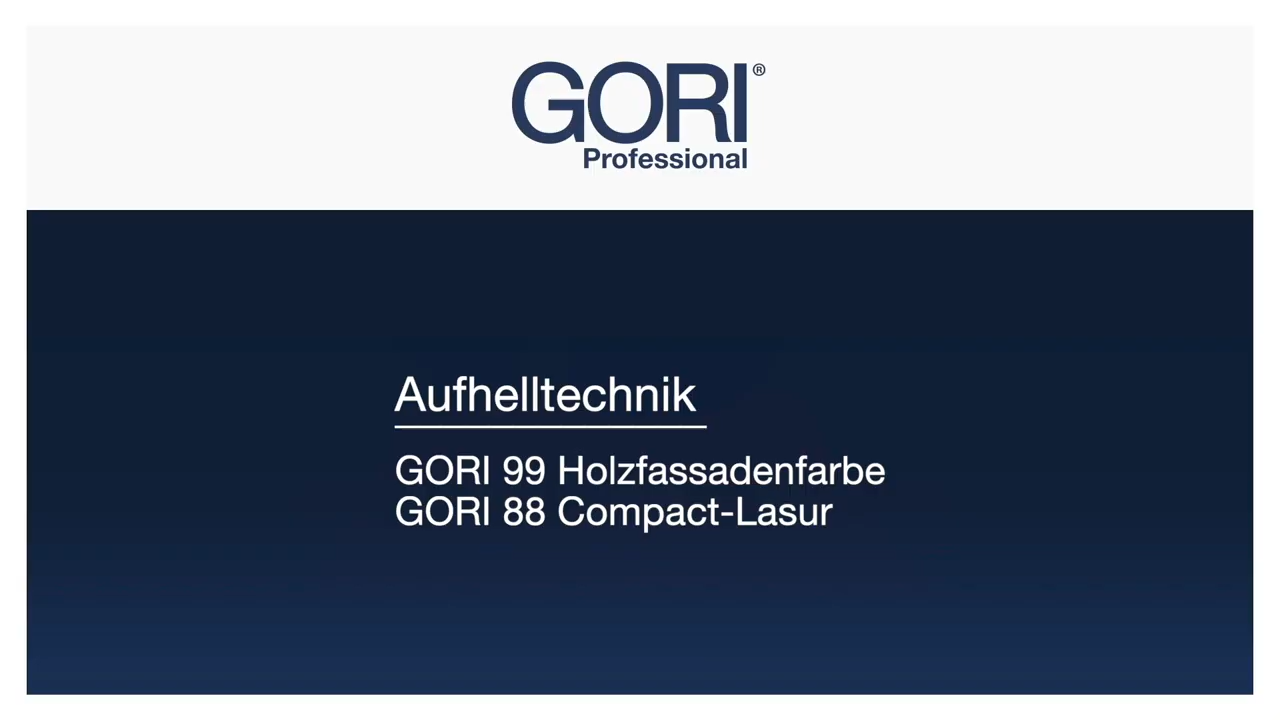 GORI®
Professional
Aufhelltechnik
GORI 99 Holzfassadenfarbe
GORI 88 Compact-Lasur